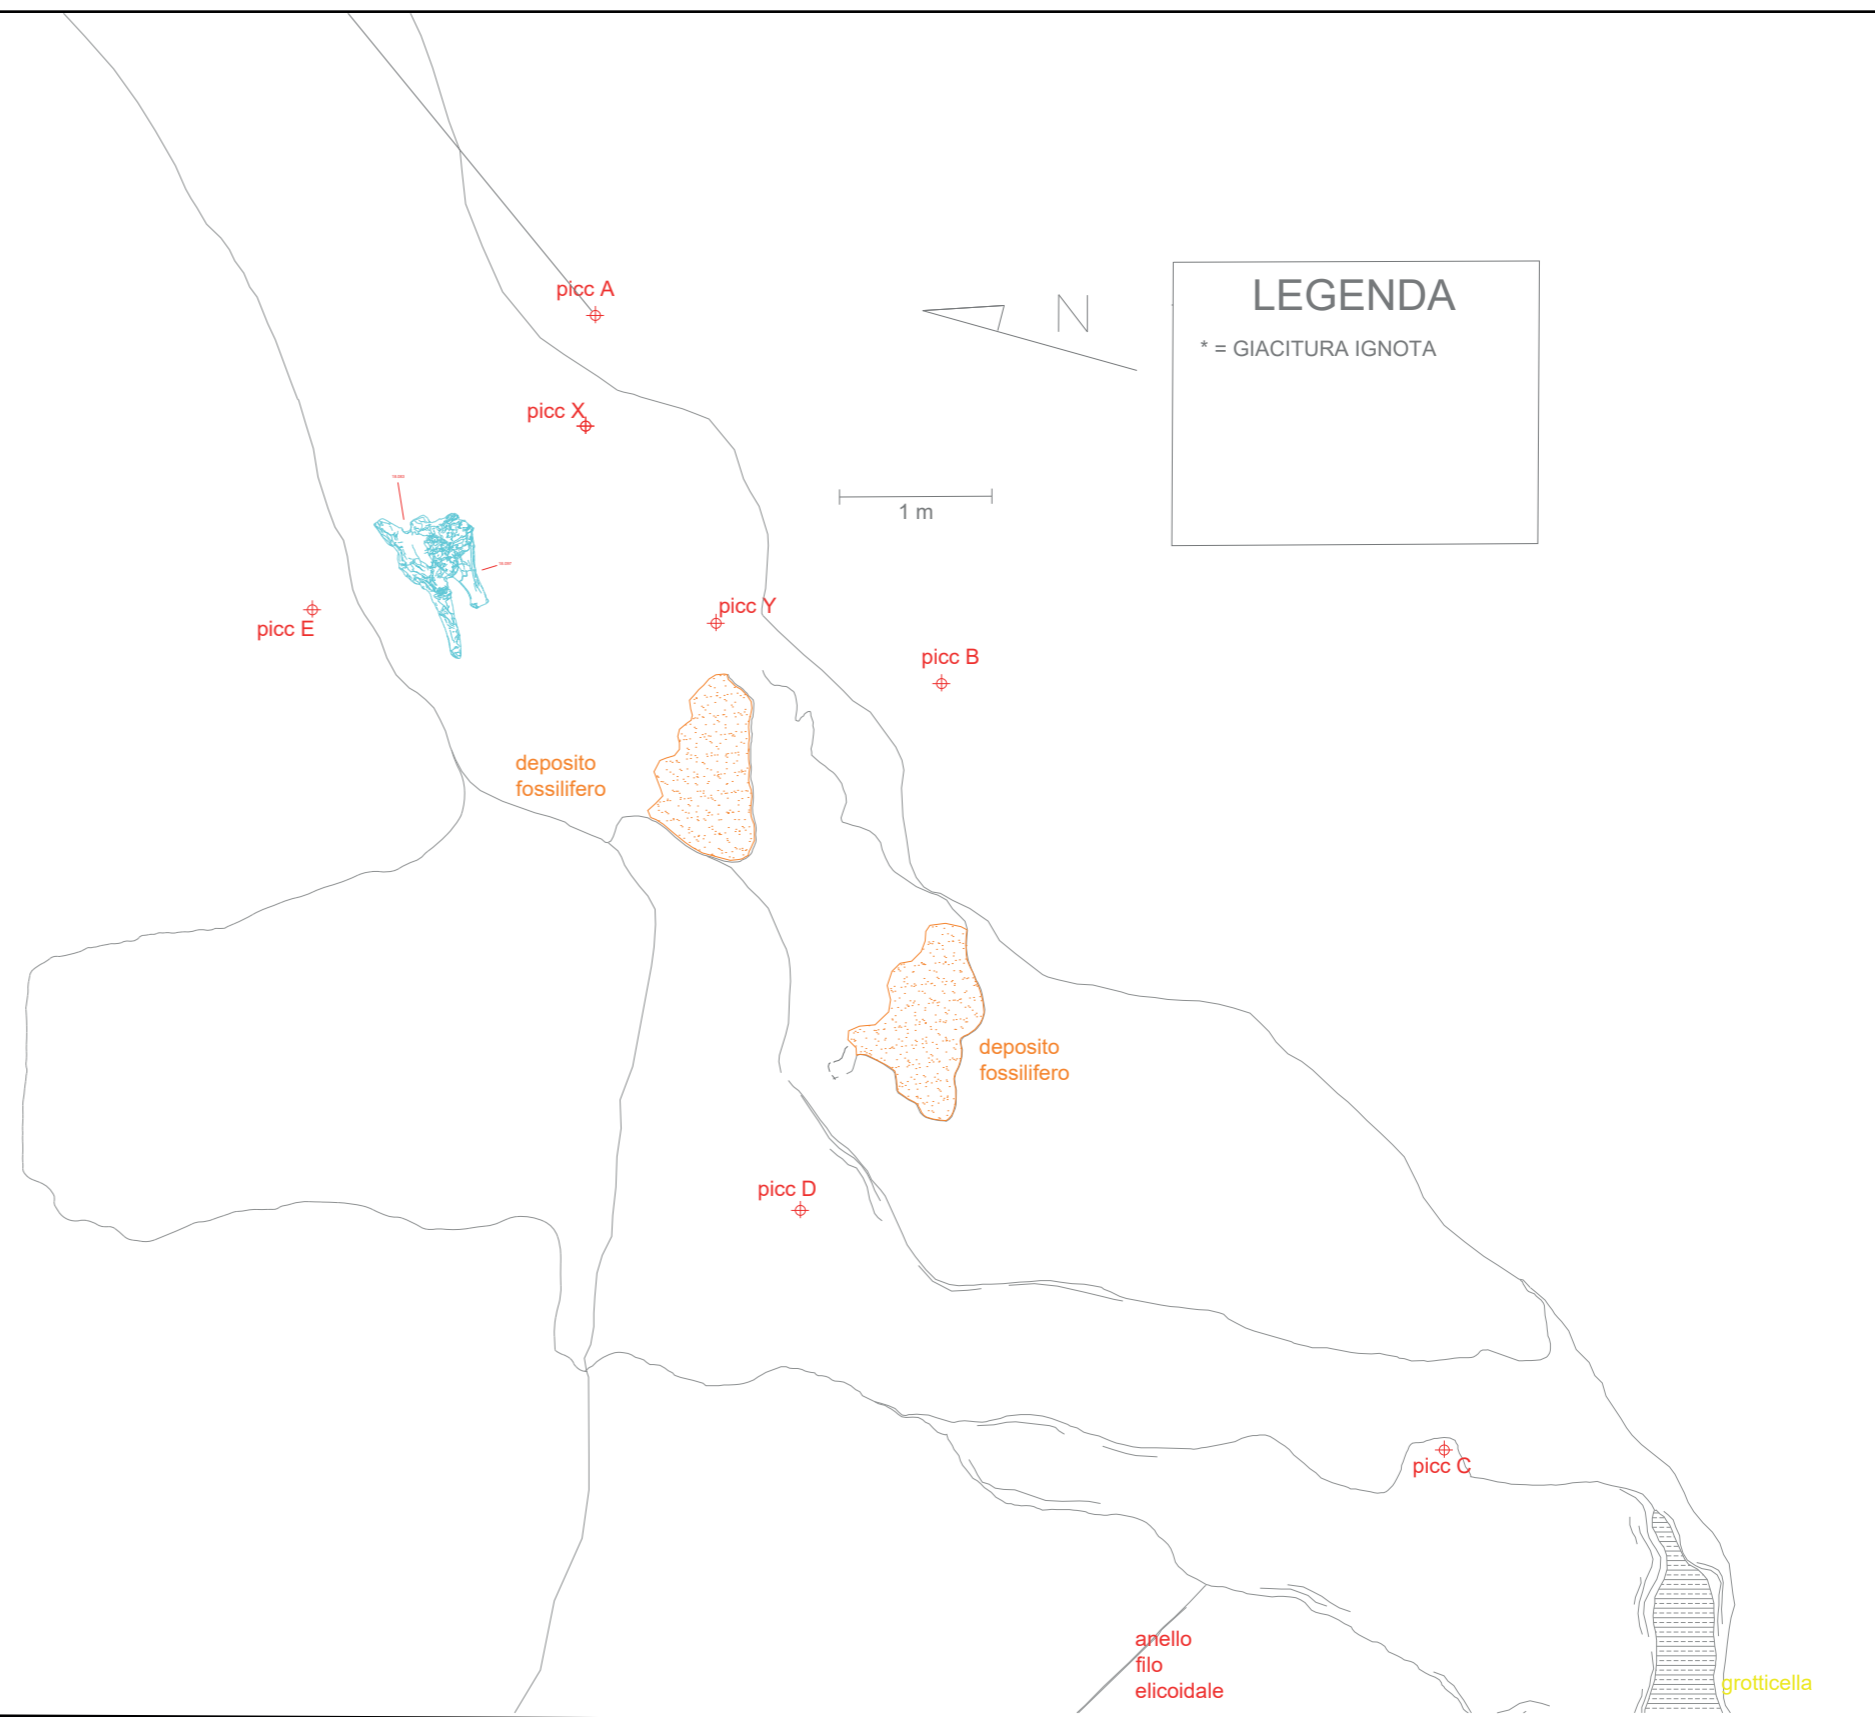 picc A
N
LEGENDA
* = GIACITURA IGNOTA
picc X
1 m
picc E
picc Y
picc B
deposito
fossilifero
deposito
fossilifero
picc D
picc C
anello
filo
elicoidale
grotticella